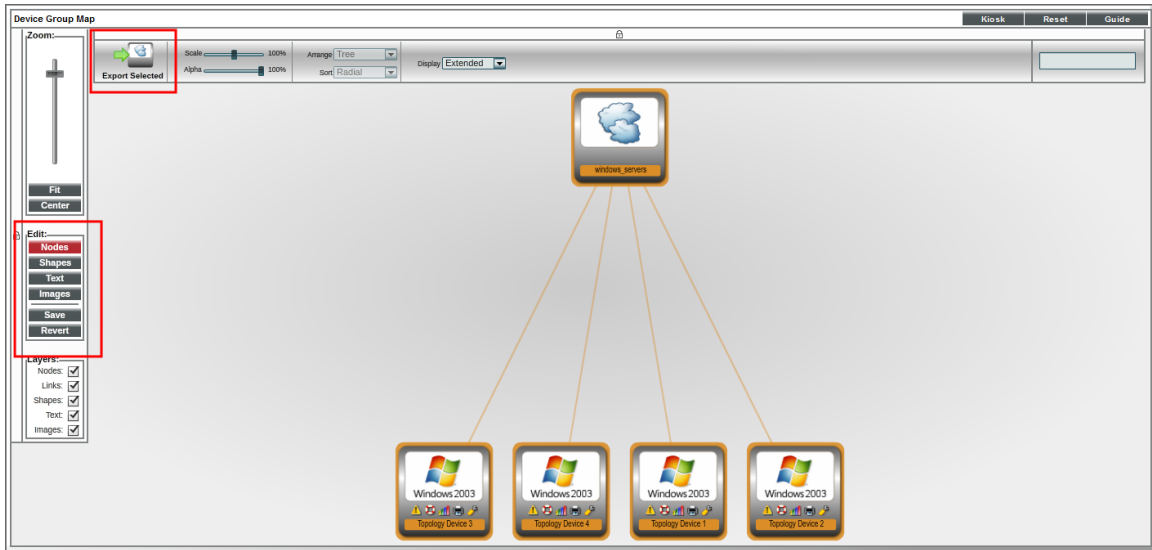 Device Group Map
Kiosk Reset Guide
Zoom:
Export Selected
Scale 100%
Alpha 100%
Arrange Tree
Sort Radial
Display Extended
Fit
Center
Edit:
Nodes
Shapes
Text
Images
Save
Revert
Layers:
Nodes:
Links:
Shapes:
Text:
Images:
windows_servers
Windows 2003 Windows 2003 Windows 2003 Windows 2003
Topology Device 3 Topology Device 4 Topology Device 1 Topology Device 2